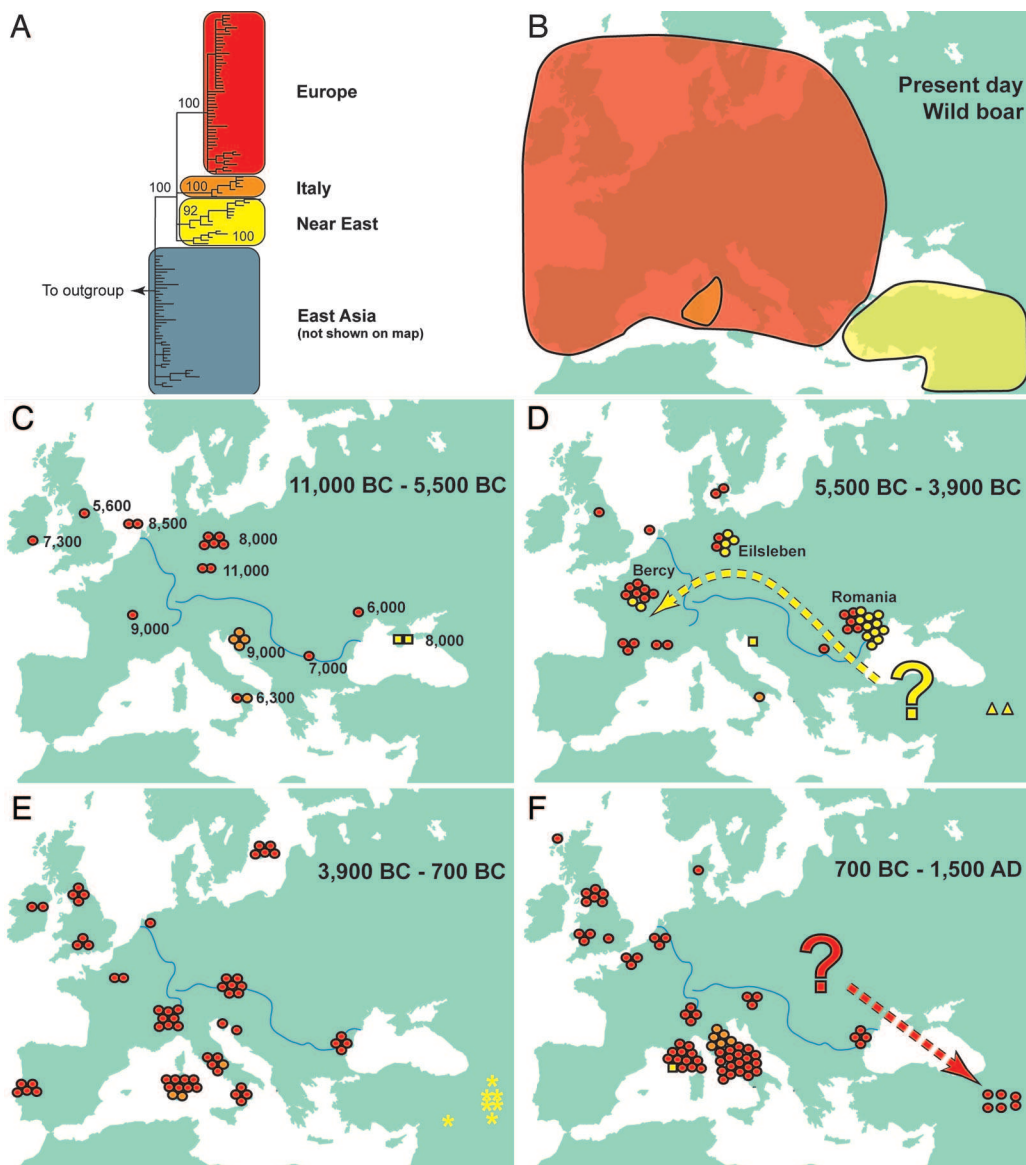 A
100
Europe
100
100
Italy
92
Near East
100
To outgroup
East Asia
(not shown on map)
B
Present day
Wild boar
C
11,000 BC - 5,500 BC
5,600
8,500
7,300
8,000
11,000
6,000
9,000
9,000
8,000
7,000
6,300
D
5,500 BC - 3,900 BC
Eilsleben
Bercy
Romania
?
E
3,900 BC - 700 BC
F
700 BC - 1,500 AD
?